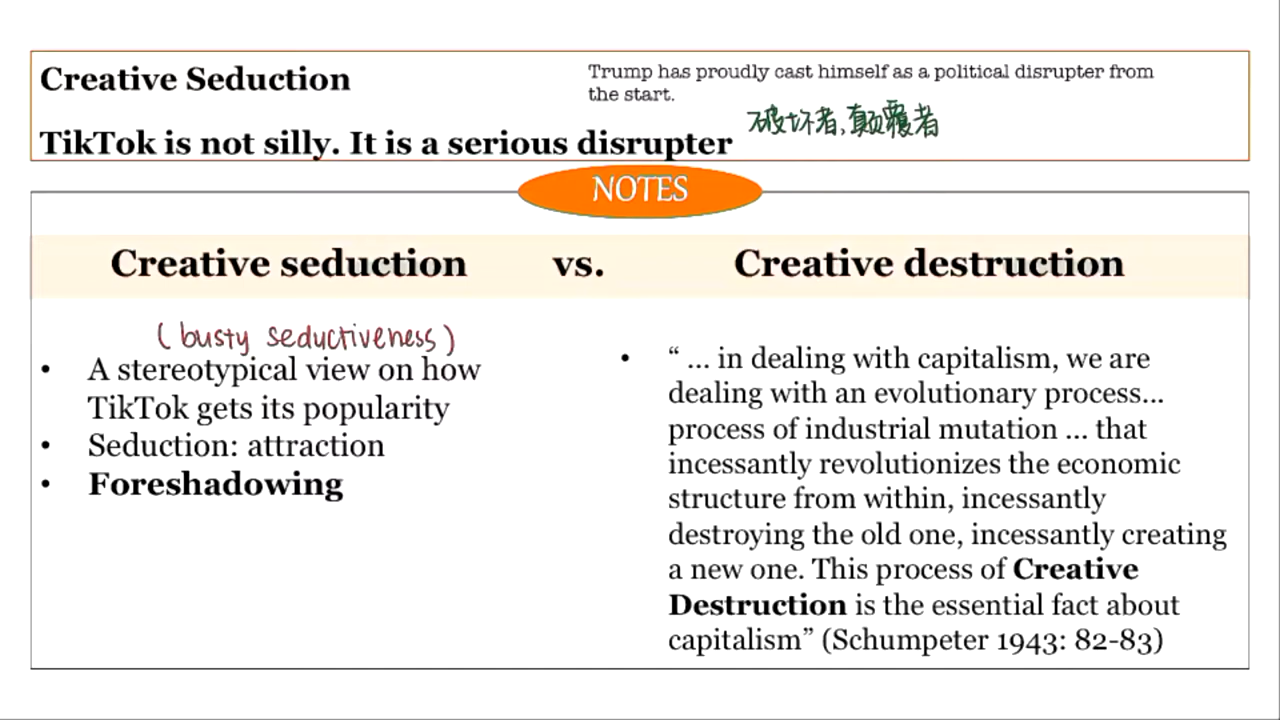 Creative Seduction
Trump has proudly cast himself as a political disrupter from
the start.
破坏者,颠覆者
TikTok is not silly. It is a serious disrupter
NOTES
Creative seduction vs. Creative destruction
(busty seductiveness)
• A stereotypical view on how
TikTok gets its popularity
• Seduction: attraction
• Foreshadowing
• “ ... in dealing with capitalism, we are
dealing with an evolutionary process...
process of industrial mutation ... that
incessantly revolutionizes the economic
structure from within, incessantly
destroying the old one, incessantly creating
a new one. This process of Creative
Destruction is the essential fact about
capitalism” (Schumpeter 1943: 82-83)